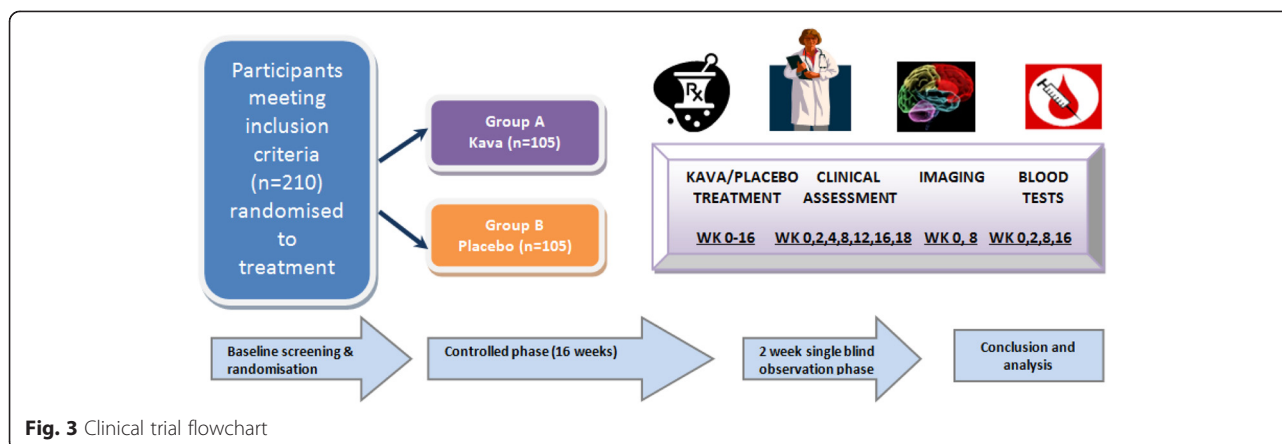 Participants
meeting
inclusion
criteria
(n=210)
randomised
to
treatment
Group A
Kava (n=105)
Group B
Placebo (n=105)
Rx
KAVA/PLACEBO
TREATMENT
WK 0-16
CLINICAL
ASSESSMENT
WK 0,2,4,8,12,16,18
IMAGING
WK 0, 8
BLOOD
TESTS
WK 0,2,8,16
Baseline screening &
randomisation
Controlled phase (16 weeks)
2 week single blind
observation phase
Conclusion and
analysis
Fig. 3 Clinical trial flowchart